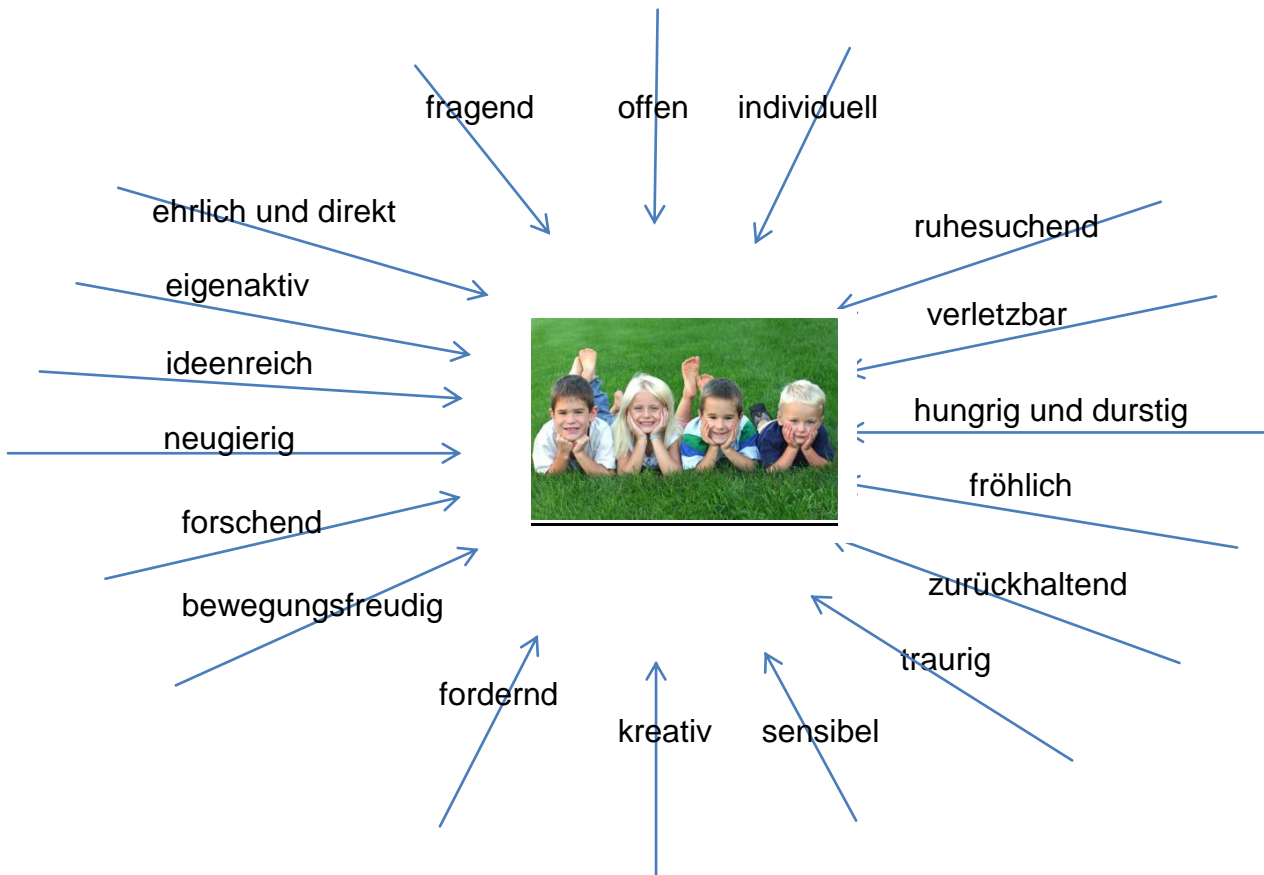 fragend
offen
individuell
ehrlich und direkt
ruhesuchend
eigenaktiv
verletzbar
ideenreich
hungrig und durstig
neugierig
fröhlich
forschend
zurückhaltend
bewegungsfreudig
traurig
fordernd
kreativ
sensibel